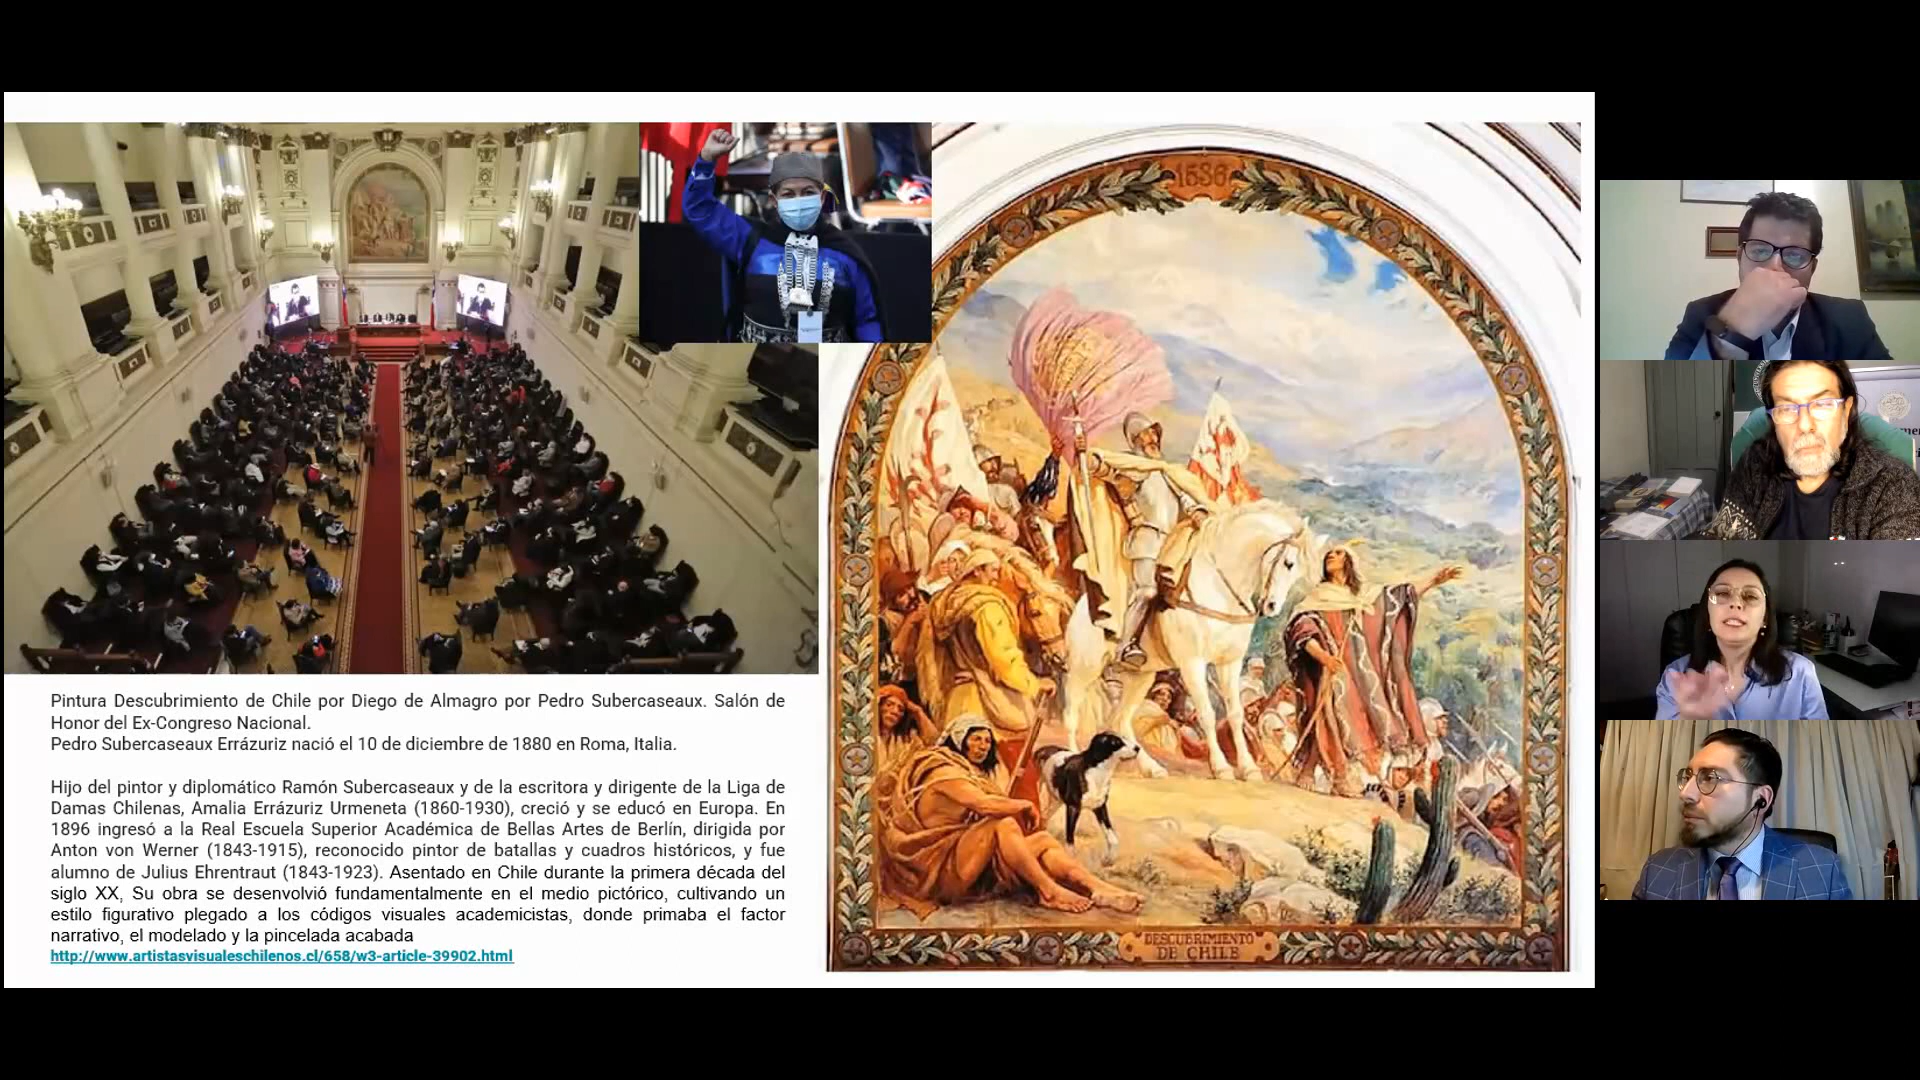 1536
Pintura Descubrimiento de Chile por Diego de Almagro por Pedro Subercaseaux. Salón de
Honor del Ex-Congreso Nacional.
Pedro Subercaseaux Errázuriz nació el 10 de diciembre de 1880 en Roma, Italia.
Hijo del pintor y diplomático Ramón Subercaseaux y de la escritora y dirigente de la Liga de
Damas Chilenas, Amalia Errázuriz Urmeneta (1860-1930), creció y se educó en Europa. En
1896 ingresó a la Real Escuela Superior Académica de Bellas Artes de Berlín, dirigida por
Anton von Werner (1843-1915), reconocido pintor de batallas y cuadros históricos, y fue
alumno de Julius Ehrentraut (1843-1923). Asentado en Chile durante la primera década del
siglo XX, Su obra se desenvolvió fundamentalmente en el medio pictórico, cultivando un
estilo figurativo plegado a los códigos visuales academicistas, donde primaba el factor
narrativo, el modelado y la pincelada acabada
http://www.artistasvisualeschilenos.cl/658/w3-article-39902.html
DESCUBRIMIENTO
DE CHILE